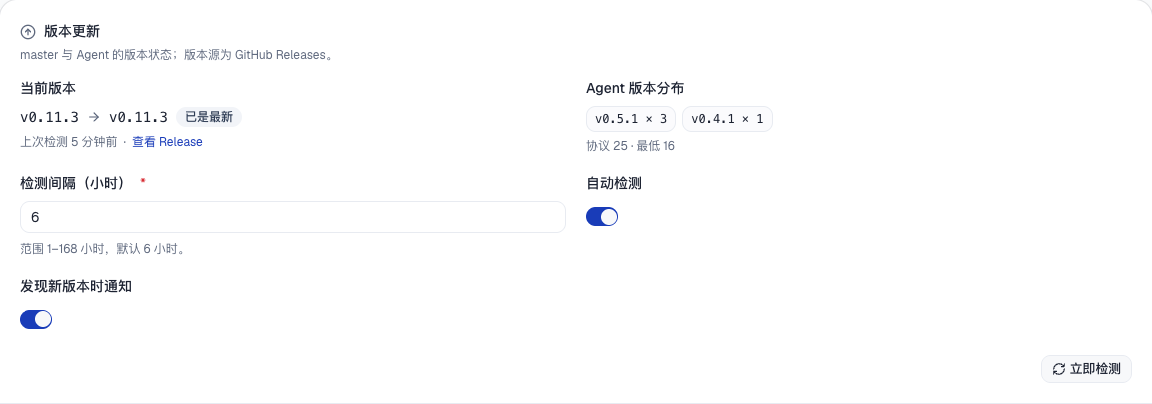 版本更新
master 与 Agent 的版本状态；版本源为 GitHub Releases。
当前版本
v0.11.3 → v0.11.3 已是最新
上次检测 5 分钟前 · 查看 Release
Agent 版本分布
v0.5.1 × 3 v0.4.1 × 1
协议 25 · 最低 16
检测间隔（小时） *
6
范围 1–168 小时，默认 6 小时。
自动检测
发现新版本时通知
立即检测